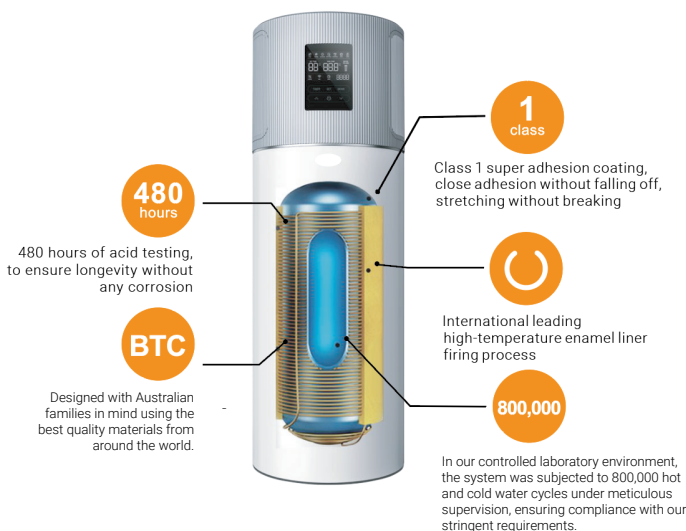 1
class
Class 1 super adhesion coating,
close adhesion without falling off,
stretching without breaking
480
hours
480 hours of acid testing,
to ensure longevity without
any corrosion
International leading
high-temperature enamel liner
firing process
BTC
Designed with Australian
families in mind using the
best quality materials from
around the world.
-
800,000
In our controlled laboratory environment,
the system was subjected to 800,000 hot
and cold water cycles under meticulous
supervision, ensuring compliance with our
stringent requirements.